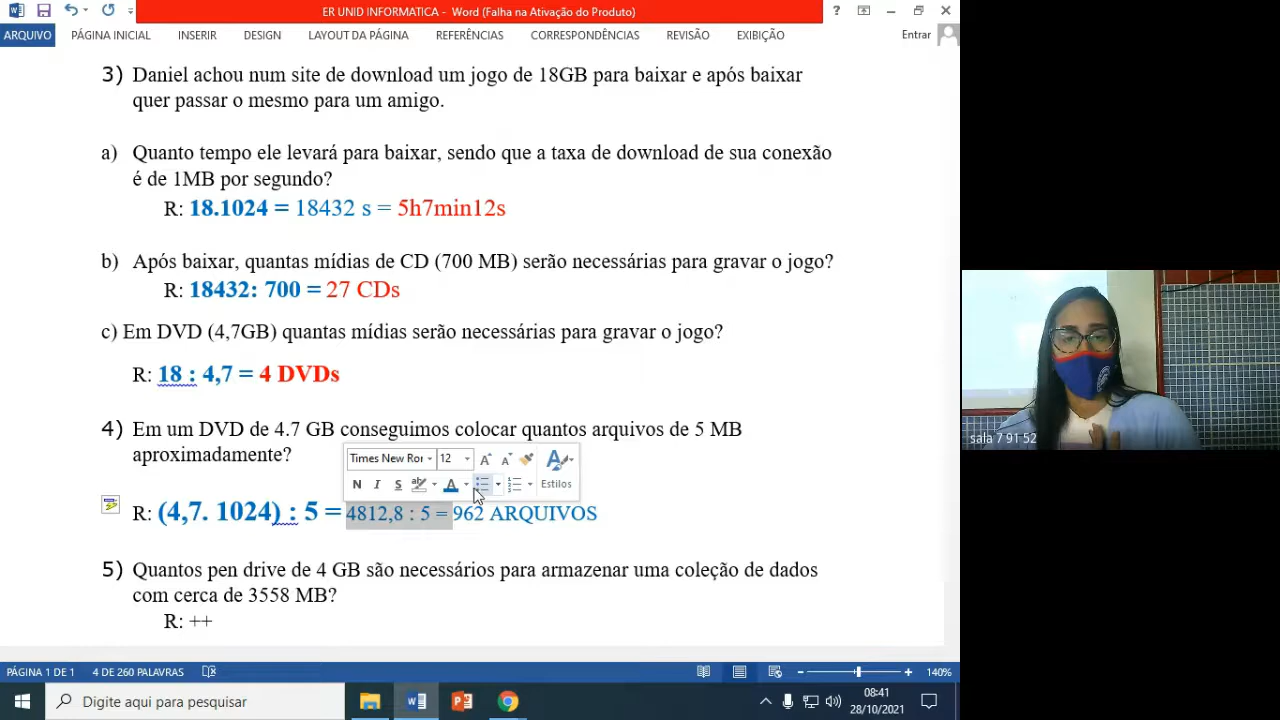 ER UNID INFORMATICA - Word (Falha na Ativação do Produto)
ARQUIVO PÁGINA INICIAL INSERIR DESIGN LAYOUT DA PÁGINA REFERÊNCIAS CORRESPONDÊNCIAS REVISÃO EXIBIÇÃO Entrar
3) Daniel achou num site de download um jogo de 18GB para baixar e após baixar
quer passar o mesmo para um amigo.
a) Quanto tempo ele levará para baixar, sendo que a taxa de download de sua conexão
é de 1MB por segundo?
R: 18.1024 = 18432 s = 5h7min12s
b) Após baixar, quantas mídias de CD (700 MB) serão necessárias para gravar o jogo?
R: 18432: 700 = 27 CDs
c) Em DVD (4,7GB) quantas mídias serão necessárias para gravar o jogo?
R: 18 : 4,7 = 4 DVDs
4) Em um DVD de 4.7 GB conseguimos colocar quantos arquivos de 5 MB
aproximadamente?
Times New Ror 12
N I S ab A Estilos
R: (4,7. 1024) : 5 = 4812,8 : 5 = 962 ARQUIVOS
5) Quantos pen drive de 4 GB são necessários para armazenar uma coleção de dados
com cerca de 3558 MB?
R: ++
sala 7 91 52
PÁGINA 1 DE 1 4 DE 260 PALAVRAS 140%
Digite aqui para pesquisar
08:41
28/10/2021